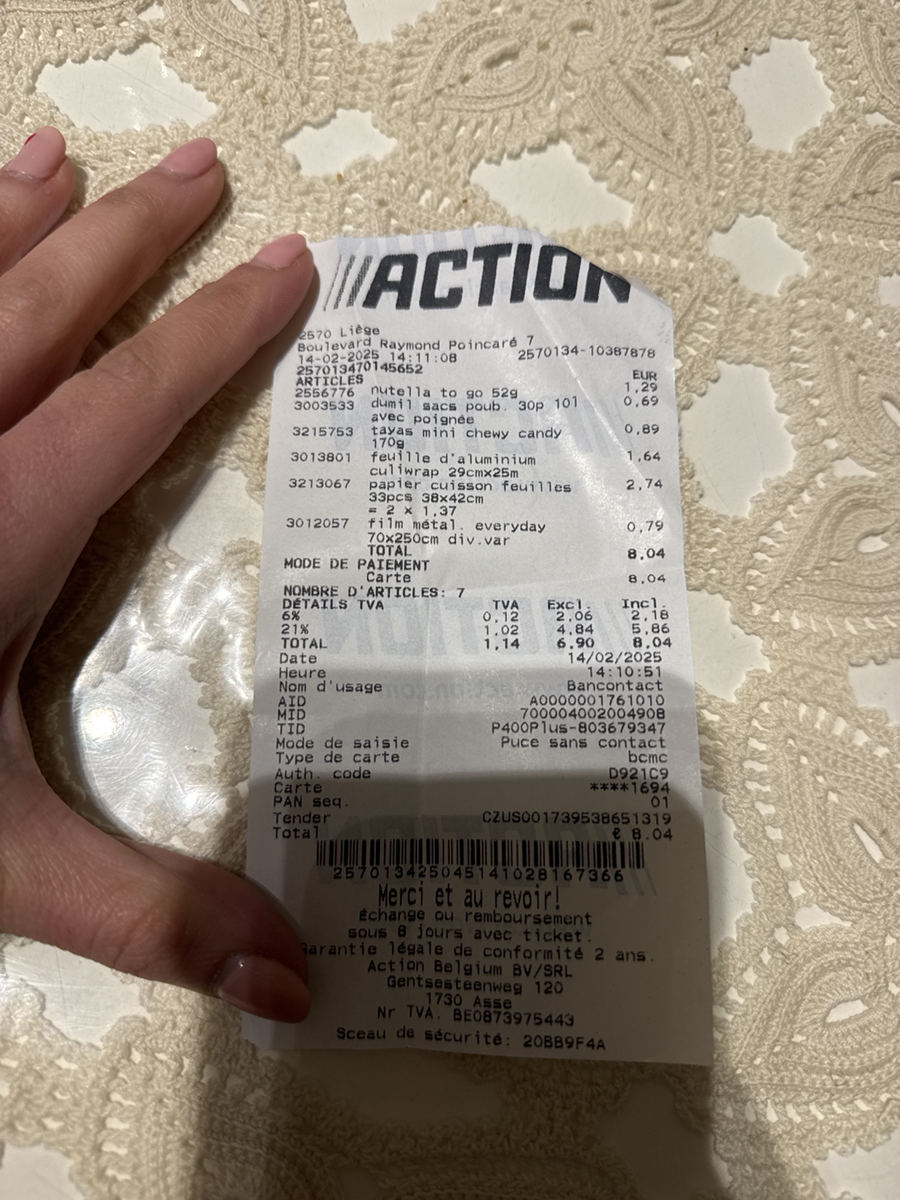 ACTION
2570 Liège
Boulevard Raymond Poincaré 7
14-02-2025 14:11:08 2570134-10387878
257013470145652
ARTICLES EUR
2556776 nutella to go 52g 1,29
3003533 dumil sacs poub. 30p 10l 0,69
avec poignée
3215753 tayas mini chewy candy 0,89
170g
3013801 feuille d'aluminium 1,64
culiwrap 29cmx25m
3213067 papier cuisson feuilles 2,74
33pcs 38x42cm
= 2 x 1,37
3012057 film métal. everyday 0,79
70x250cm div.var
TOTAL 8,04
MODE DE PAIEMENT
Carte 8,04
NOMBRE D'ARTICLES: 7
DÉTAILS TVA TVA Excl. Incl.
6% 0,12 2,06 2,18
21% 1,02 4,84 5,86
TOTAL 1,14 6,90 8,04
Date 14/02/2025
Heure 14:10:51
Nom d'usage Bancontact
AID A0000001761010
MID 700004002004908
TID P400Plus-803679347
Mode de saisie Puce sans contact
Type de carte bcmc
Auth. code D921C9
Carte ****1694
PAN seq. 01
Tender CZUS001739538651319
Total € 8.04
257013425045141028167366
Merci et au revoir!
Échange ou remboursement
sous 8 jours avec ticket.
Garantie légale de conformité 2 ans.
Action Belgium BV/SRL
Gentsesteenweg 120
1730 Asse
Nr TVA. BE0873975443
Sceau de sécurité: 20BB9F4A